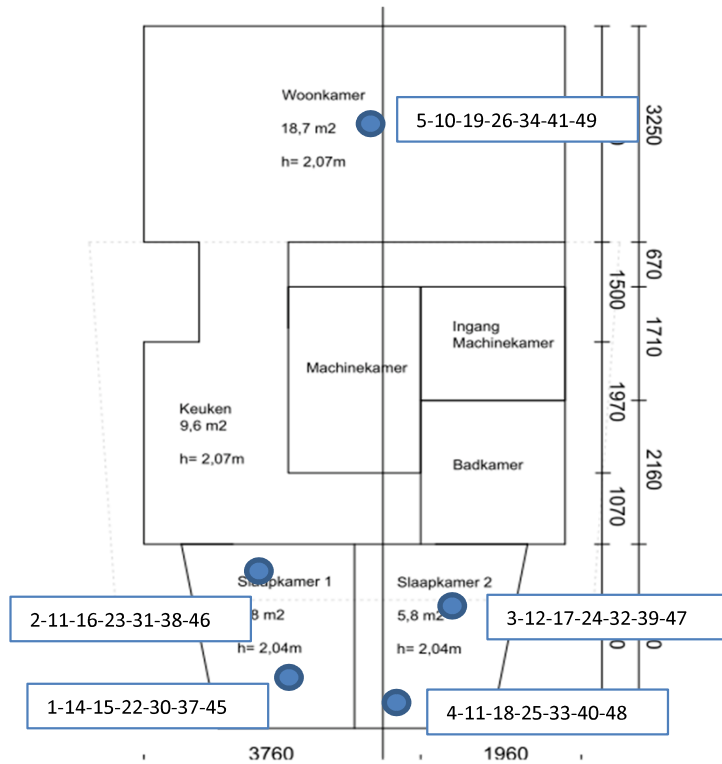 Woonkamer
18,7 m2
h= 2,07m
5-10-19-26-34-41-49
3250
670
1500
1710
Ingang
Machinekamer
Machinekamer
Keuken
9,6 m2
h= 2,07m
1970
2160
Badkamer
1070
Slaapkamer 1
8 m2
h= 2,04m
Slaapkamer 2
5,8 m2
h= 2,04m
2-11-16-23-31-38-46
3-12-17-24-32-39-47
1-14-15-22-30-37-45
4-11-18-25-33-40-48
3760
1960